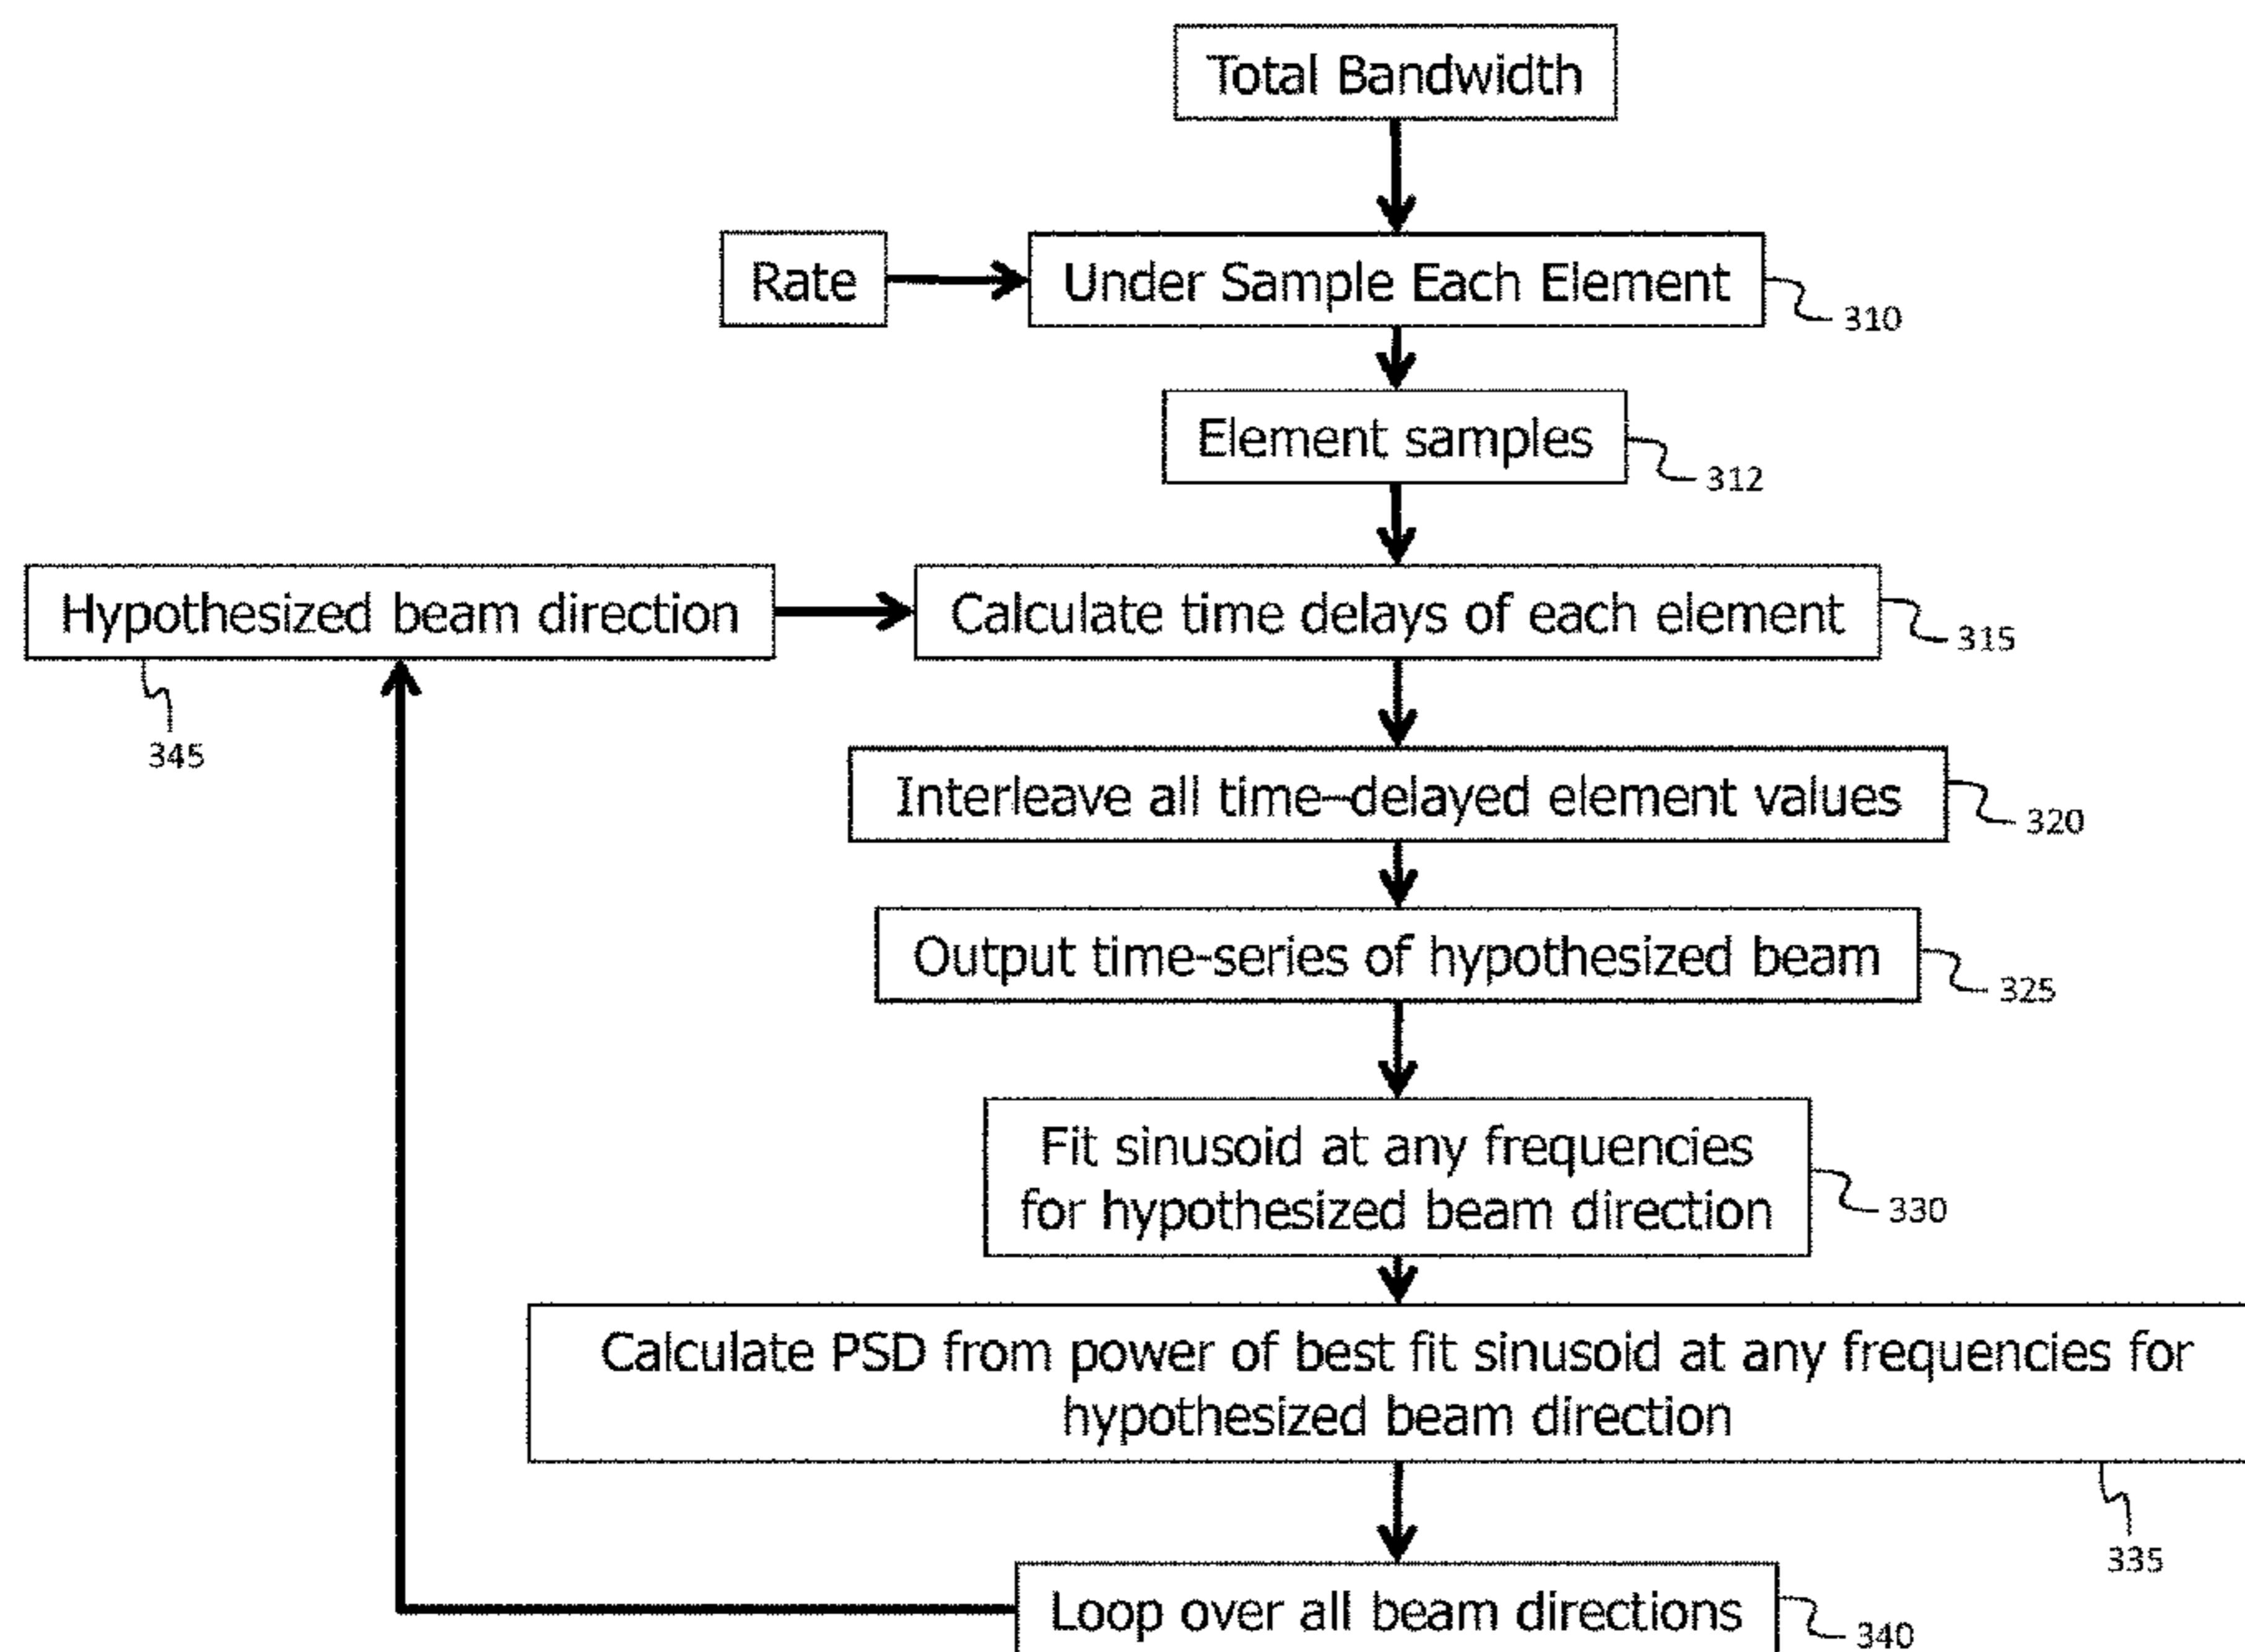 Total Bandwidth
Rate
Under Sample Each Element
310
Element samples
312
Hypothesized beam direction
Calculate time delays of each element
315
345
Interleave all time–delayed element values
320
Output time-series of hypothesized beam
325
Fit sinusoid at any frequencies
for hypothesized beam direction
330
Calculate PSD from power of best fit sinusoid at any frequencies for
hypothesized beam direction
335
Loop over all beam directions
340